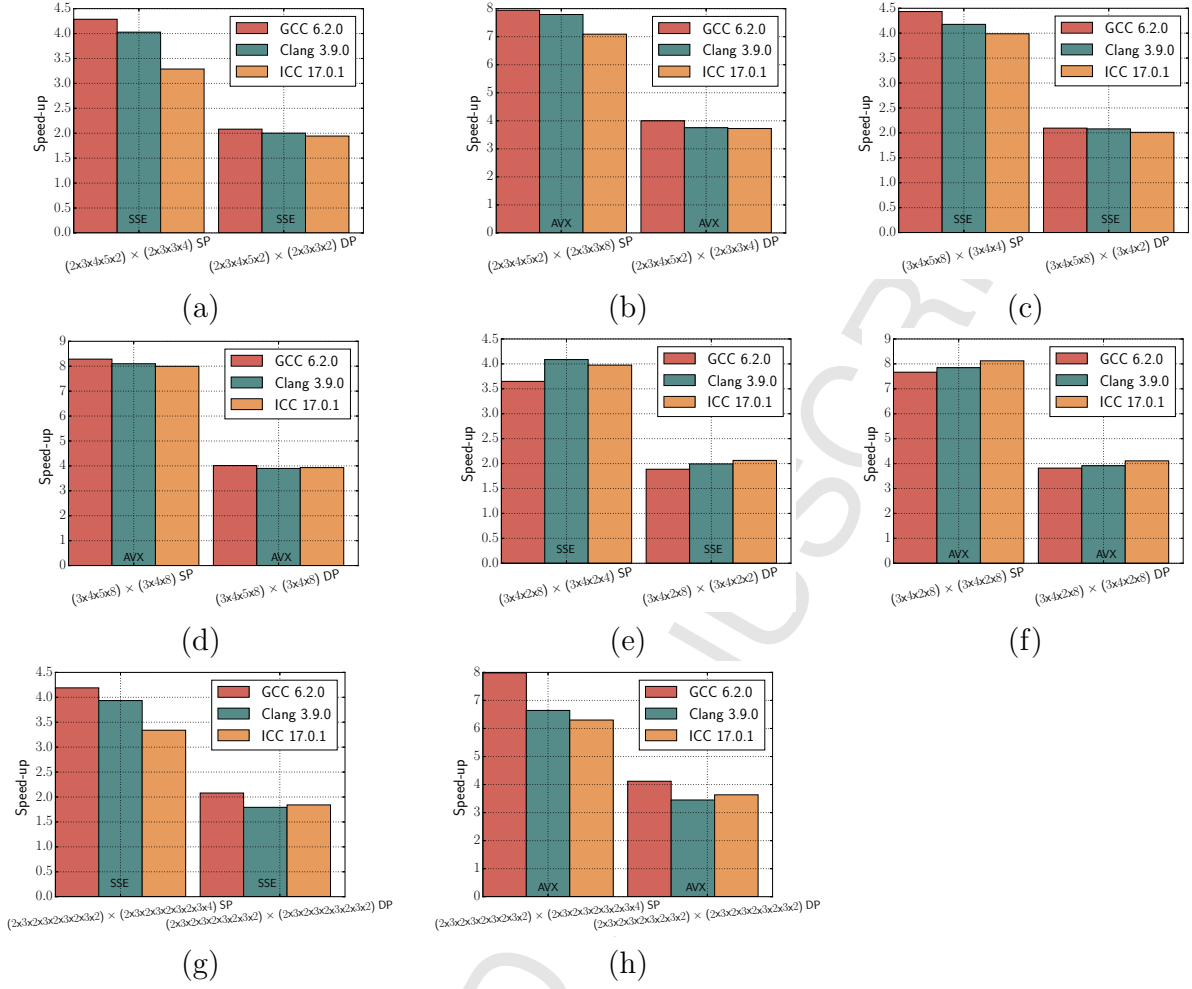 4.5
4.0
3.5
3.0
2.5
2.0
1.5
1.0
0.5
0.0
Speed-up
GCC 6.2.0
Clang 3.9.0
ICC 17.0.1
SSE
SSE
(2x3x4x5x2) × (2x3x3x4) SP
(2x3x4x5x2) × (2x3x3x2) DP
(a)
8
7
6
5
4
3
2
1
0
Speed-up
GCC 6.2.0
Clang 3.9.0
ICC 17.0.1
AVX
AVX
(2x3x4x5x2) × (2x3x3x8) SP
(2x3x4x5x2) × (2x3x3x4) DP
(b)
4.5
4.0
3.5
3.0
2.5
2.0
1.5
1.0
0.5
0.0
Speed-up
GCC 6.2.0
Clang 3.9.0
ICC 17.0.1
SSE
SSE
(3x4x5x8) × (3x4x4) SP
(3x4x5x8) × (3x4x2) DP
(c)
9
8
7
6
5
4
3
2
1
0
Speed-up
GCC 6.2.0
Clang 3.9.0
ICC 17.0.1
AVX
AVX
(3x4x5x8) × (3x4x8) SP
(3x4x5x8) × (3x4x8) DP
(d)
4.5
4.0
3.5
3.0
2.5
2.0
1.5
1.0
0.5
0.0
Speed-up
GCC 6.2.0
Clang 3.9.0
ICC 17.0.1
SSE
SSE
(3x4x2x8) × (3x4x2x4) SP
(3x4x2x8) × (3x4x2x2) DP
(e)
9
8
7
6
5
4
3
2
1
0
Speed-up
GCC 6.2.0
Clang 3.9.0
ICC 17.0.1
AVX
AVX
(3x4x2x8) × (3x4x2x8) SP
(3x4x2x8) × (3x4x2x8) DP
(f)
4.5
4.0
3.5
3.0
2.5
2.0
1.5
1.0
0.5
0.0
Speed-up
GCC 6.2.0
Clang 3.9.0
ICC 17.0.1
SSE
SSE
(2x3x2x3x2x3x2x3x2) × (2x3x2x3x2x3x2x3x4) SP
(2x3x2x3x2x3x2x3x2) × (2x3x2x3x2x3x2x3x2) DP
(g)
8
7
6
5
4
3
2
1
0
Speed-up
GCC 6.2.0
Clang 3.9.0
ICC 17.0.1
AVX
AVX
(2x3x2x3x2x3x2x3x2) × (2x3x2x3x2x3x2x3x4) SP
(2x3x2x3x2x3x2x3x2) × (2x3x2x3x2x3x2x3x2) DP
(h)